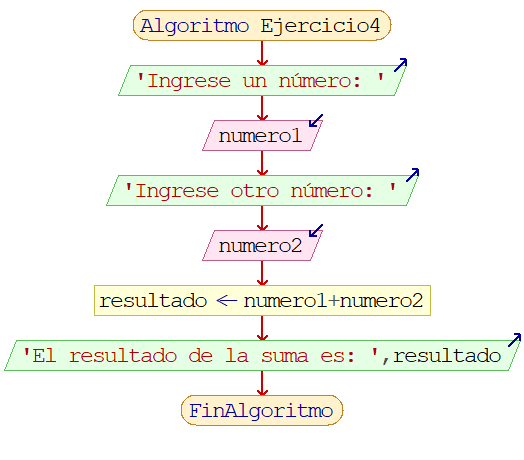 Algoritmo Ejercicio4
'Ingrese un número: '
numero1
'Ingrese otro número: '
numero2
resultado ← numero1+numero2
'El resultado de la suma es: ',resultado
FinAlgoritmo